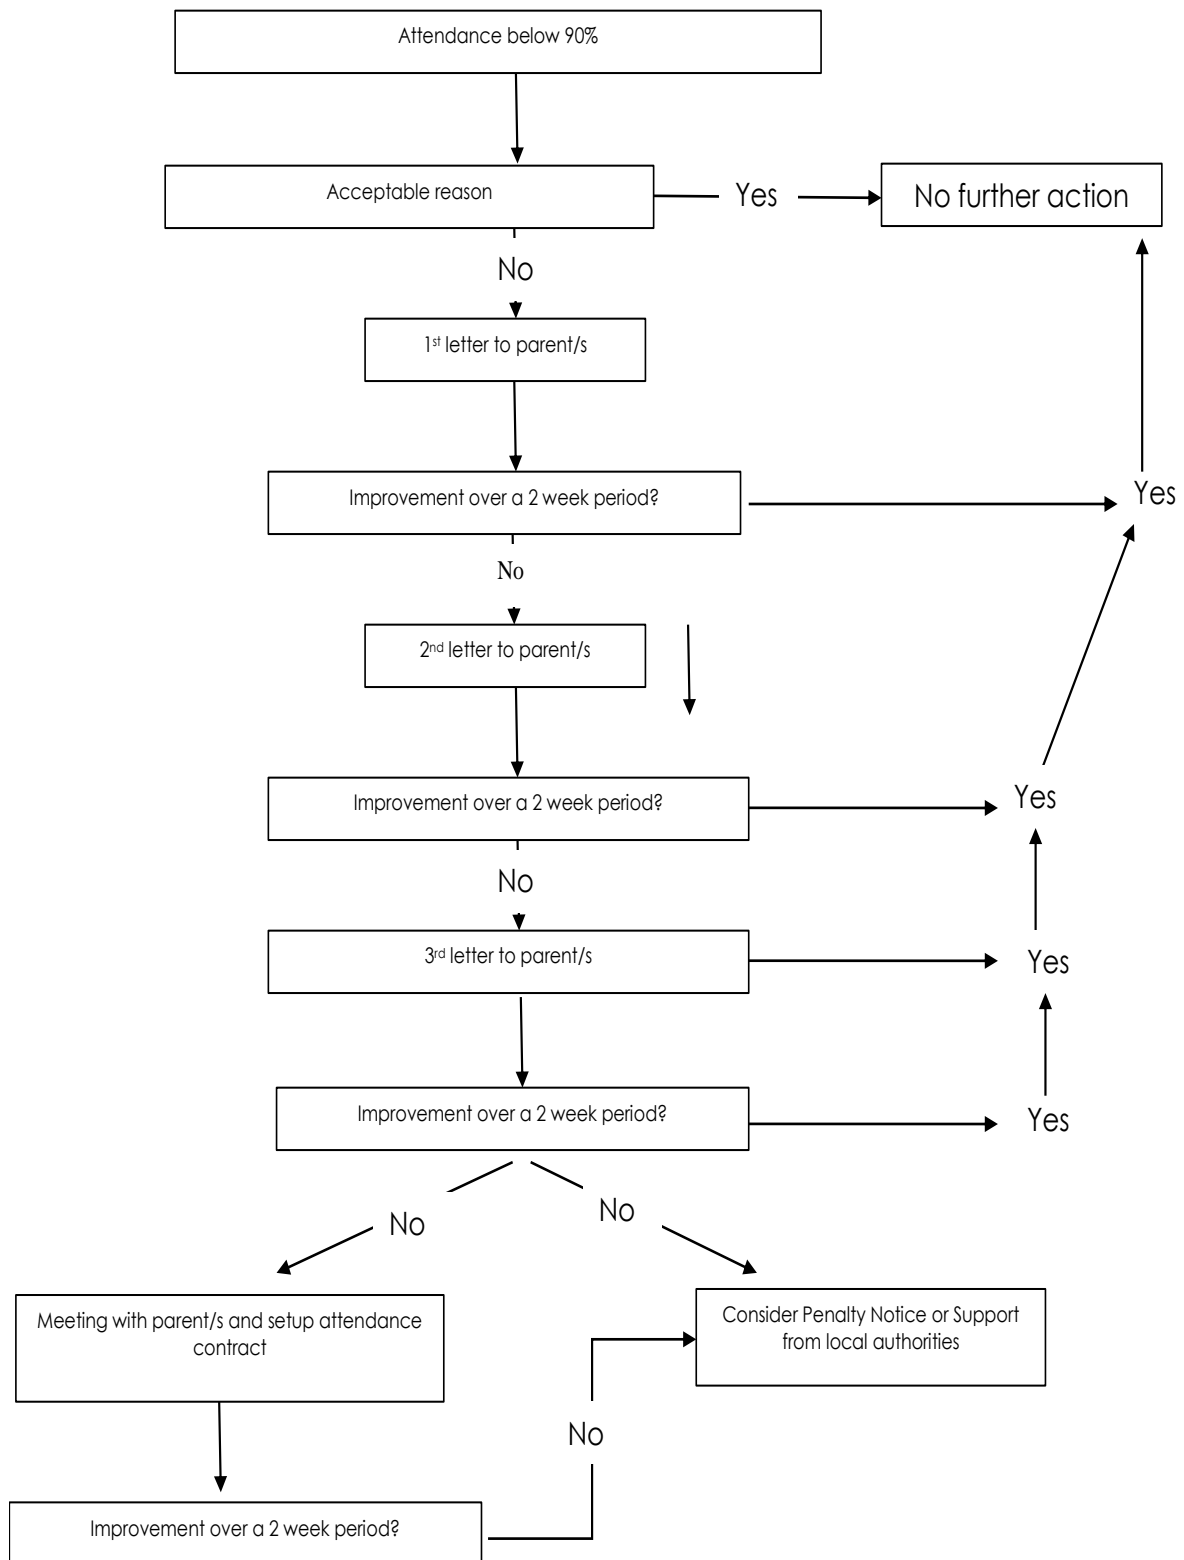 Attendance below 90%
Acceptable reason
Yes
No further action
No
1st letter to parent/s
Improvement over a 2 week period?
Yes
No
2nd letter to parent/s
Improvement over a 2 week period?
Yes
No
3rd letter to parent/s
Yes
Improvement over a 2 week period?
Yes
No
No
Meeting with parent/s and setup attendance
contract
Consider Penalty Notice or Support
from local authorities
No
Improvement over a 2 week period?